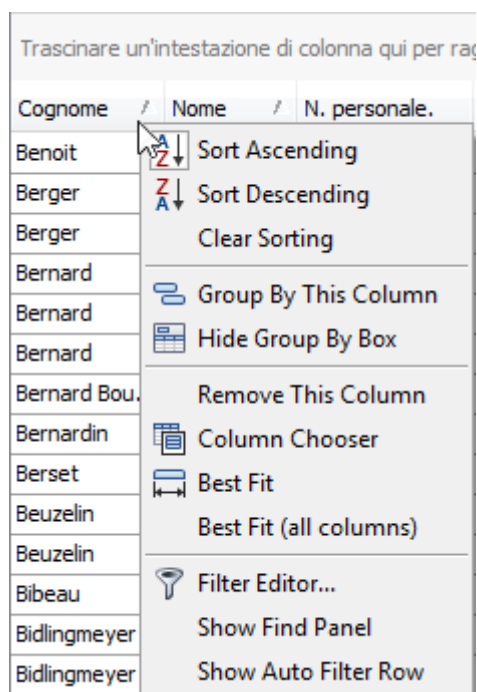 Trascinare un'intestazione di colonna qui per rag
Cognome Nome N. personale.
Benoit Sort Ascending
Berger Sort Descending
Berger Clear Sorting
Bernard
Bernard Group By This Column
Bernard Hide Group By Box
Bernard Bou. Remove This Column
Bernardin Column Chooser
Berset Best Fit
Beuzelin Best Fit (all columns)
Beuzelin
Bibeau Filter Editor...
Bidlingmeyer Show Find Panel
Bidlingmeyer Show Auto Filter Row